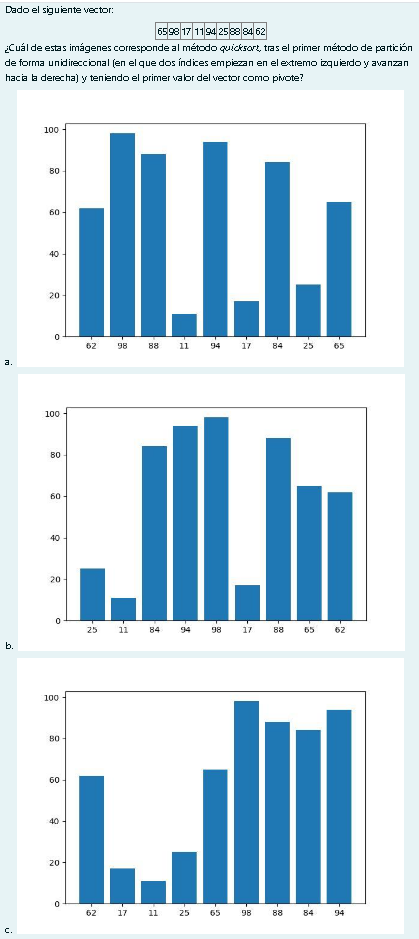 Dado el siguiente vector:
65 98 17 11 94 25 88 84 62
¿Cuál de estas imágenes corresponde al método quicksort, tras el primer método de partición
de forma unidireccional (en el que dos índices empiezan en el extremo izquierdo y avanzan
hacia la derecha) y teniendo el primer valor del vector como pivote?
100
80
60
40
20
0
62 98 88 11 94 17 84 25 65
a.
100
80
60
40
20
0
25 11 84 94 98 17 88 65 62
b.
100
80
60
40
20
0
62 17 11 25 65 98 88 84 94
c.